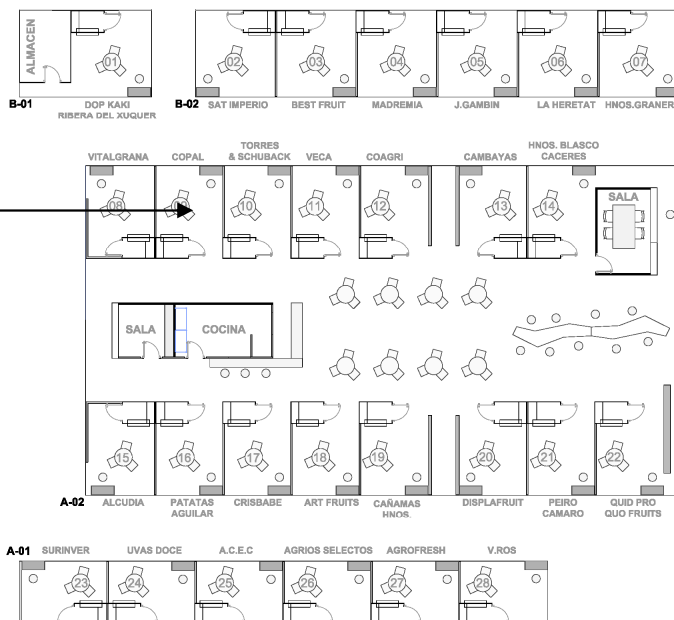 ALMACEN
01
02
03
04
05
06
07
B-01
DOP KAKI
RIBERA DEL XUQUER
B-02
SAT IMPERIO
BEST FRUIT
MADREMIA
J.GAMBIN
LA HERETAT
HNOS.GRANER
VITALGRANA
COPAL
TORRES
& SCHUBACK
VECA
COAGRI
CAMBAYAS
HNOS. BLASCO
CACERES
08
09
10
11
12
13
14
SALA
SALA
COCINA
15
16
17
18
19
20
21
22
A-02
ALCUDIA
PATATAS
AGUILAR
CRISBABE
ART FRUITS
CAÑAMAS
HNOS.
DISPLAFRUIT
PEIRO
CAMARO
QUID PRO
QUO FRUITS
A-01
SURINVER
UVAS DOCE
A.C.E.C
AGRIOS SELECTOS
AGROFRESH
V.ROS
23
24
25
26
27
28